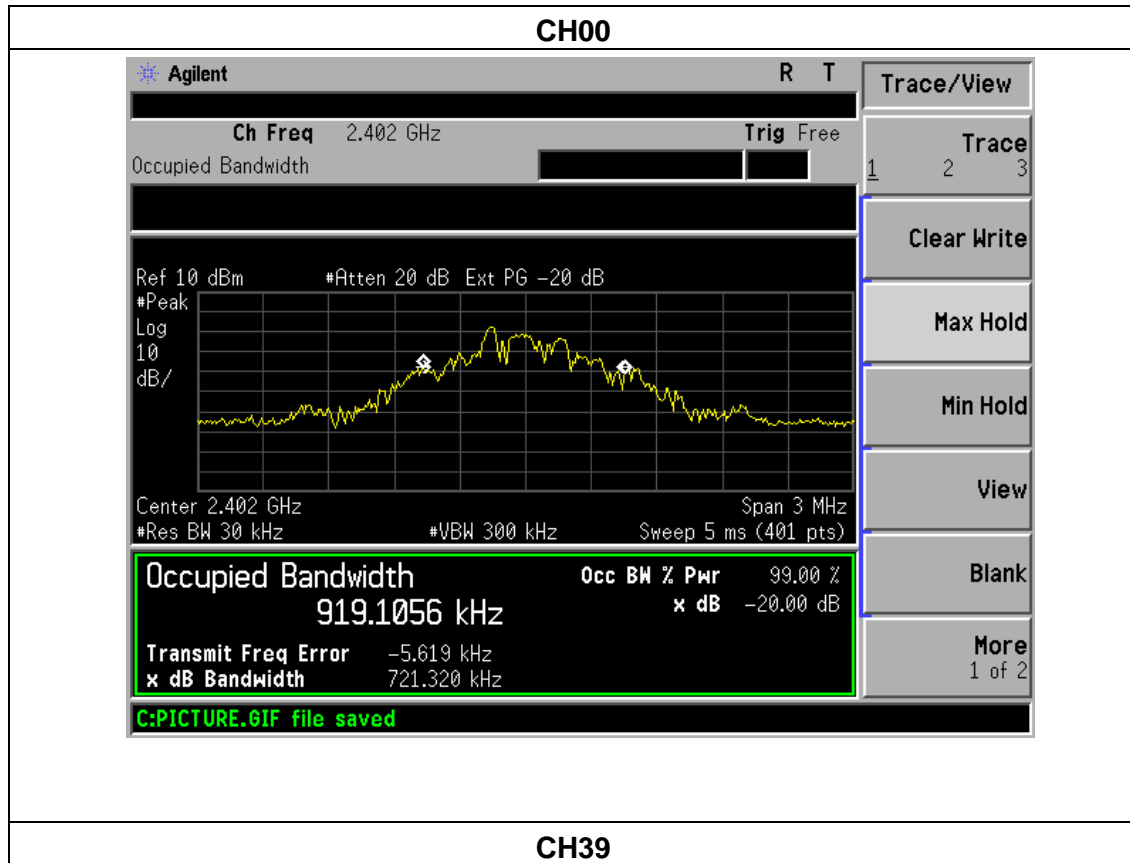 CH00
Agilent R T
Ch Freq 2.402 GHz Trig Free
Occupied Bandwidth
Ref 10 dBm #Atten 20 dB Ext PG -20 dB
#Peak
Log
10
dB/
Center 2.402 GHz Span 3 MHz
#Res BW 30 kHz #VBW 300 kHz Sweep 5 ms (401 pts)
Occupied Bandwidth Occ BW % Pwr 99.00 %
919.1056 kHz x dB -20.00 dB
Transmit Freq Error -5.619 kHz
x dB Bandwidth 721.320 kHz
C:PICTURE.GIF file saved
Trace/View
Trace
1 2 3
Clear Write
Max Hold
Min Hold
View
Blank
More
1 of 2
CH39